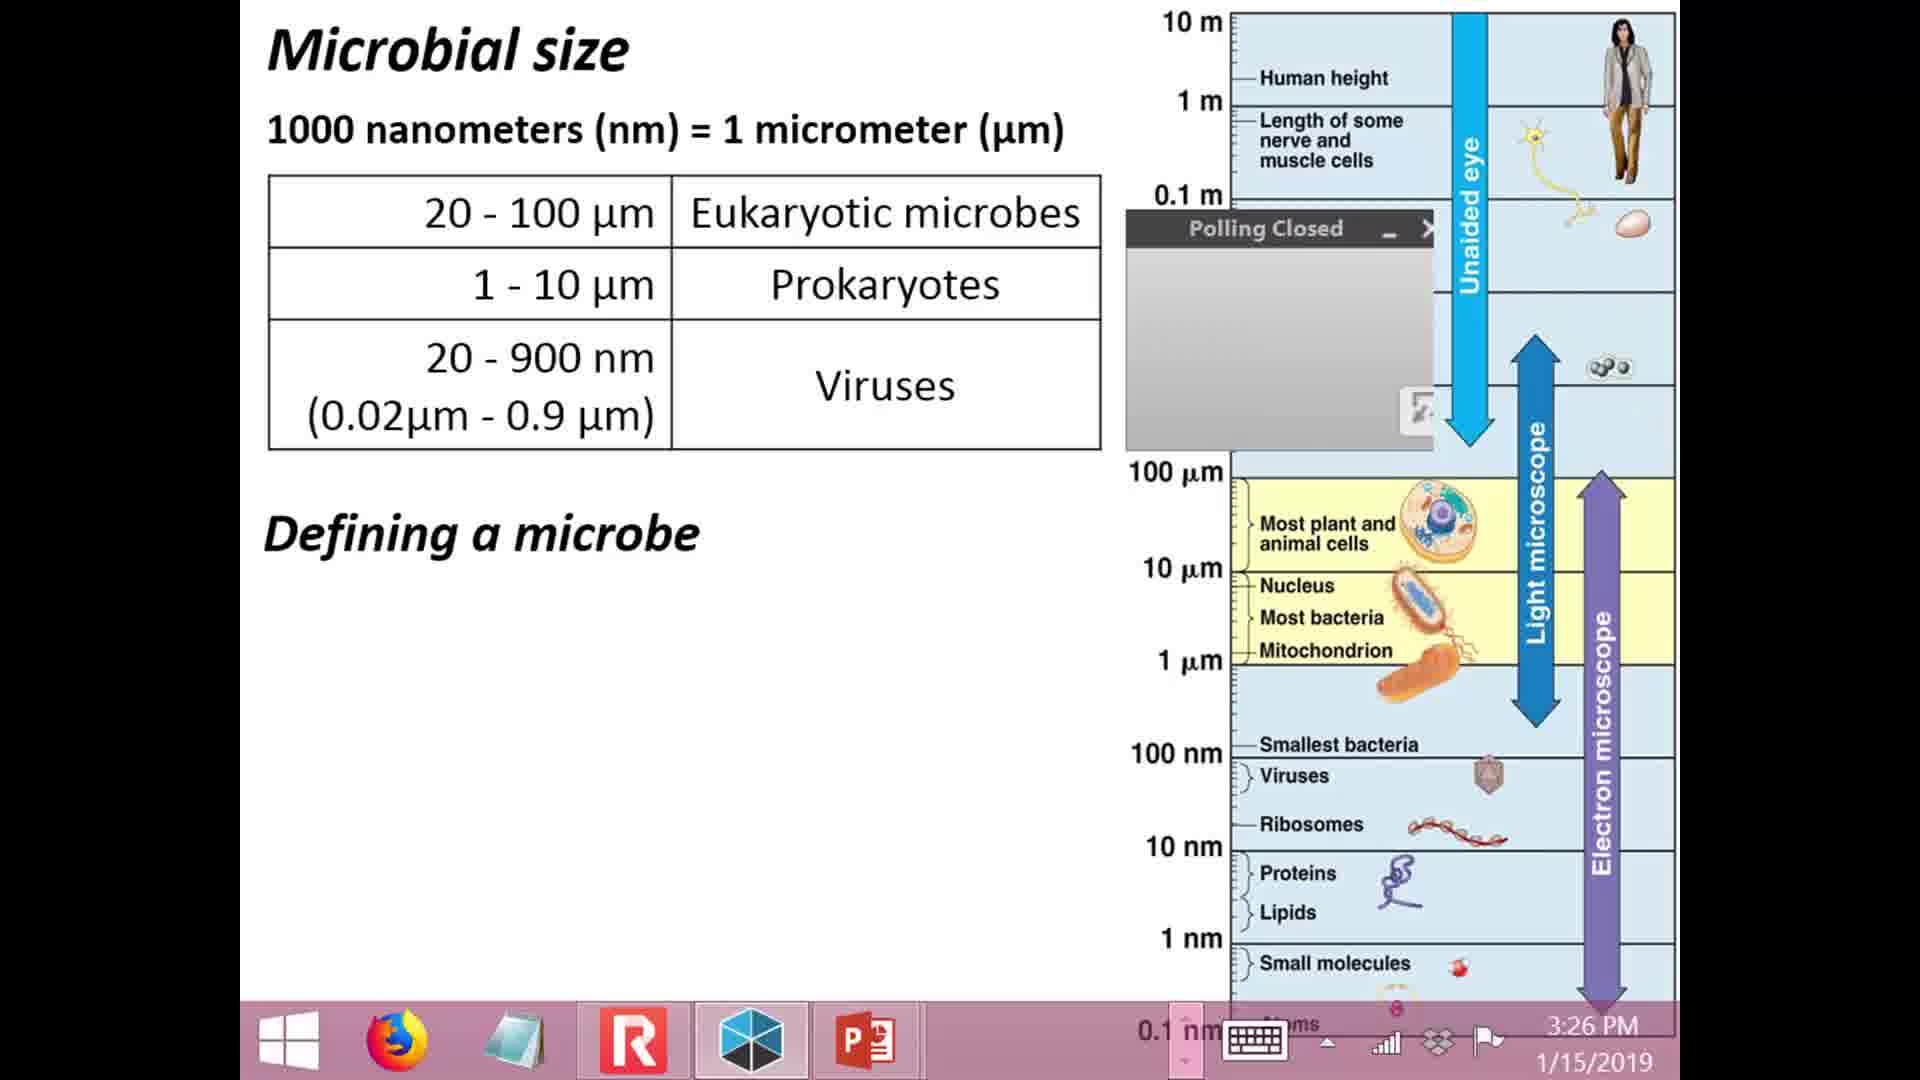 Microbial size
1000 nanometers (nm) = 1 micrometer (µm)
20 - 100 µm
Eukaryotic microbes
1 - 10 µm
Prokaryotes
20 - 900 nm
(0.02µm - 0.9 µm)
Viruses
Defining a microbe
10 m
Human height
1 m
Length of some
nerve and
muscle cells
0.1 m
Polling Closed
Unaided eye
Light microscope
Electron microscope
100 µm
Most plant and
animal cells
10 µm
Nucleus
Most bacteria
Mitochondrion
1 µm
Smallest bacteria
100 nm
Viruses
Ribosomes
10 nm
Proteins
Lipids
1 nm
Small molecules
0.1 nm
R
P
3:26 PM
1/15/2019